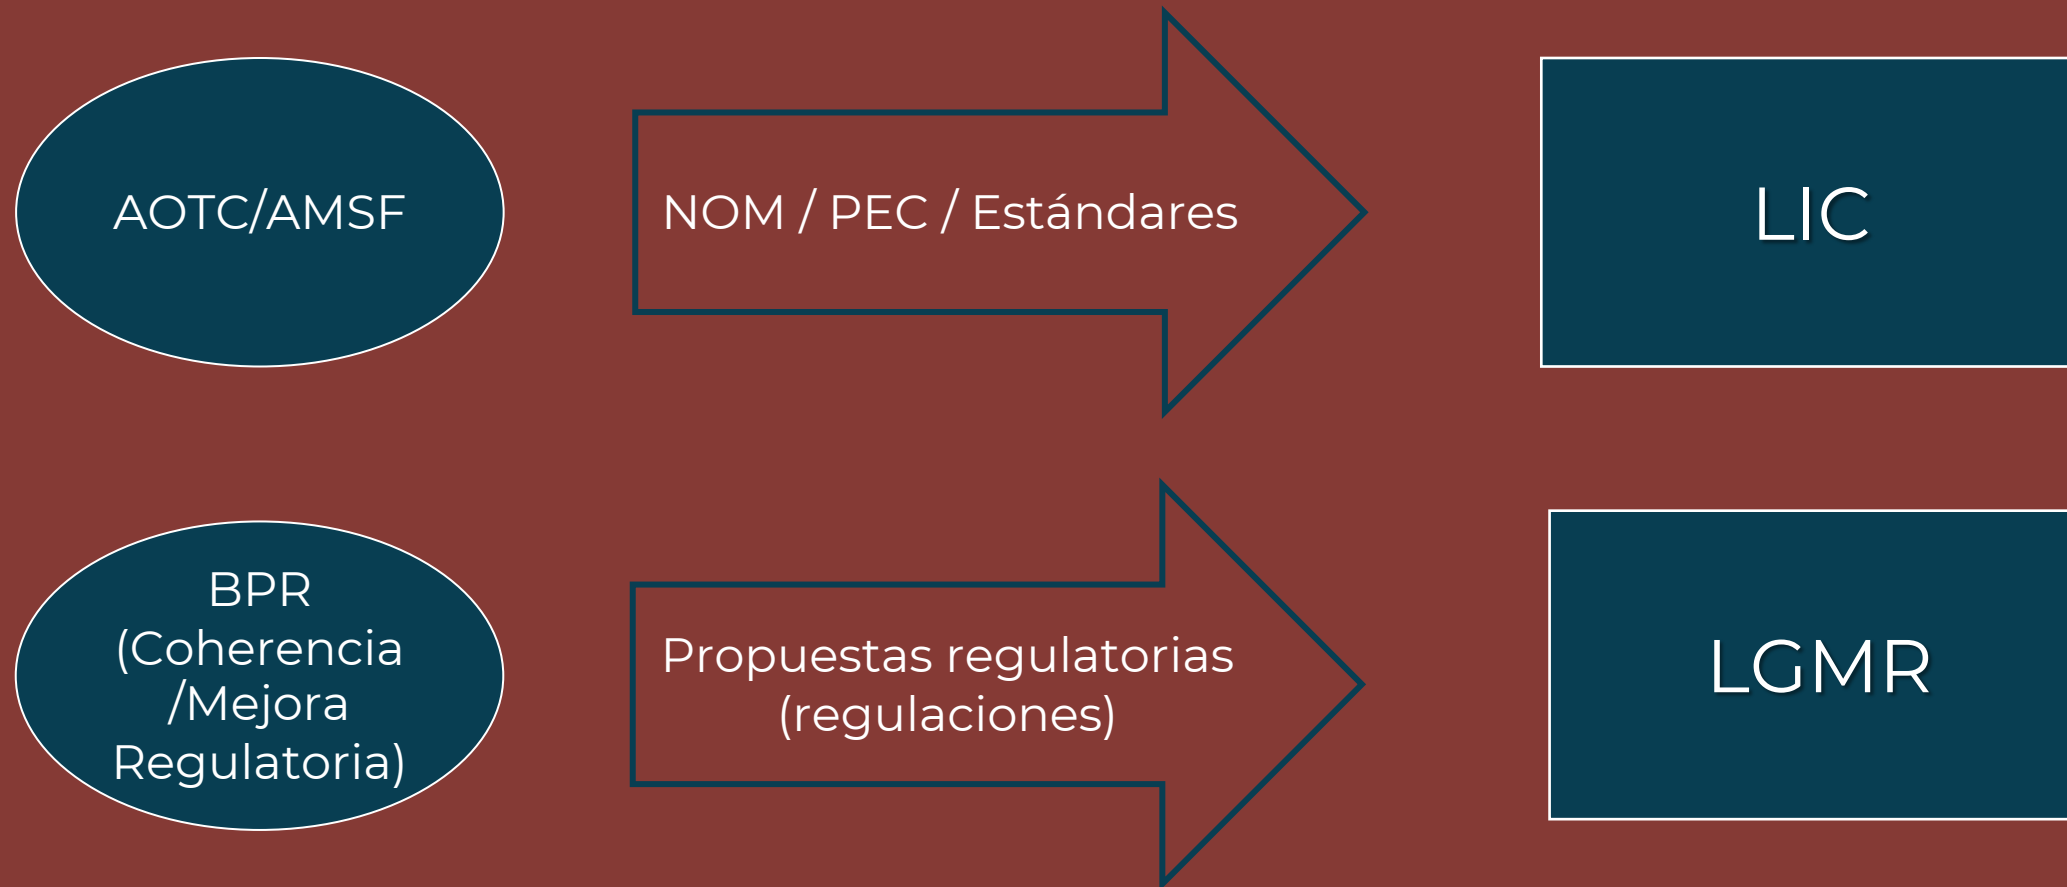 AOTC/AMSF
NOM / PEC / Estándares
LIC
BPR
(Coherencia
/Mejora
Regulatoria)
Propuestas regulatorias
(regulaciones)
LGMR